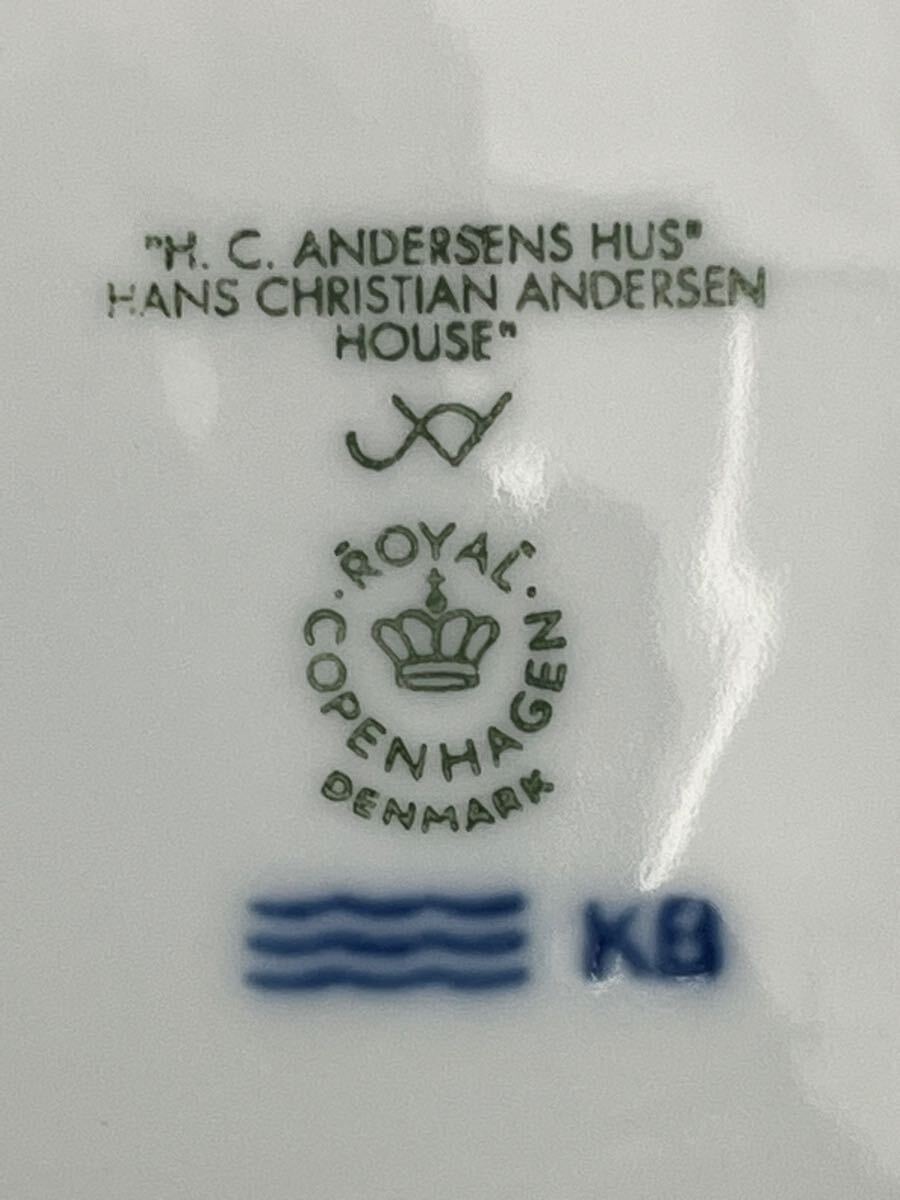 "H. C. ANDERSENS HUS"
HANS CHRISTIAN ANDERSEN
HOUSE"
ROYAL
COPENHAGEN
DENMARK
KB